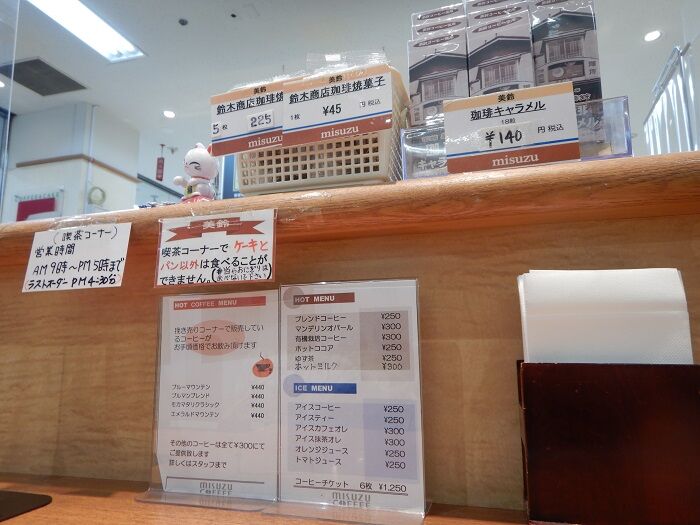 美鈴
鈴木商店珈琲焼
5枚 225
美鈴
鈴木商店珈琲焼菓子
1枚 ¥45 円税込
misuzu
美鈴
珈琲キャラメル
18粒
¥140 円税込
misuzu
(喫茶コーナー)
営業時間
AM9時～PM5時まで
ラストオーダーPM4:30分
美鈴
喫茶コーナーで ケーキと
パン以外は食べることが
できません。
HOT COFFEE MENU
挽き売りコーナーで販売してい
るコーヒーが
お手頃価格でお飲み頂けます
ブルーマウンテン ¥440
ブルマンブレンド ¥440
モカマタリクラシック ¥440
エメラルドマウンテン ¥440
その他のコーヒーは全て¥300にて
ご提供致します
詳しくはスタッフまで
MISUZU
COFFEE
HOT MENU
ブレンドコーヒー ¥250
マンデリンオパール ¥300
有機栽培コーヒー ¥300
ホットココア ¥250
ゆず茶 ¥250
ホットミルク ¥300
ICE MENU
アイスコーヒー ¥250
アイスティー ¥250
アイスカフェオレ ¥300
アイス抹茶オレ ¥300
オレンジジュース ¥250
トマトジュース ¥250
コーヒーチケット 6枚 ¥1,250
MISUZU
COFFEE